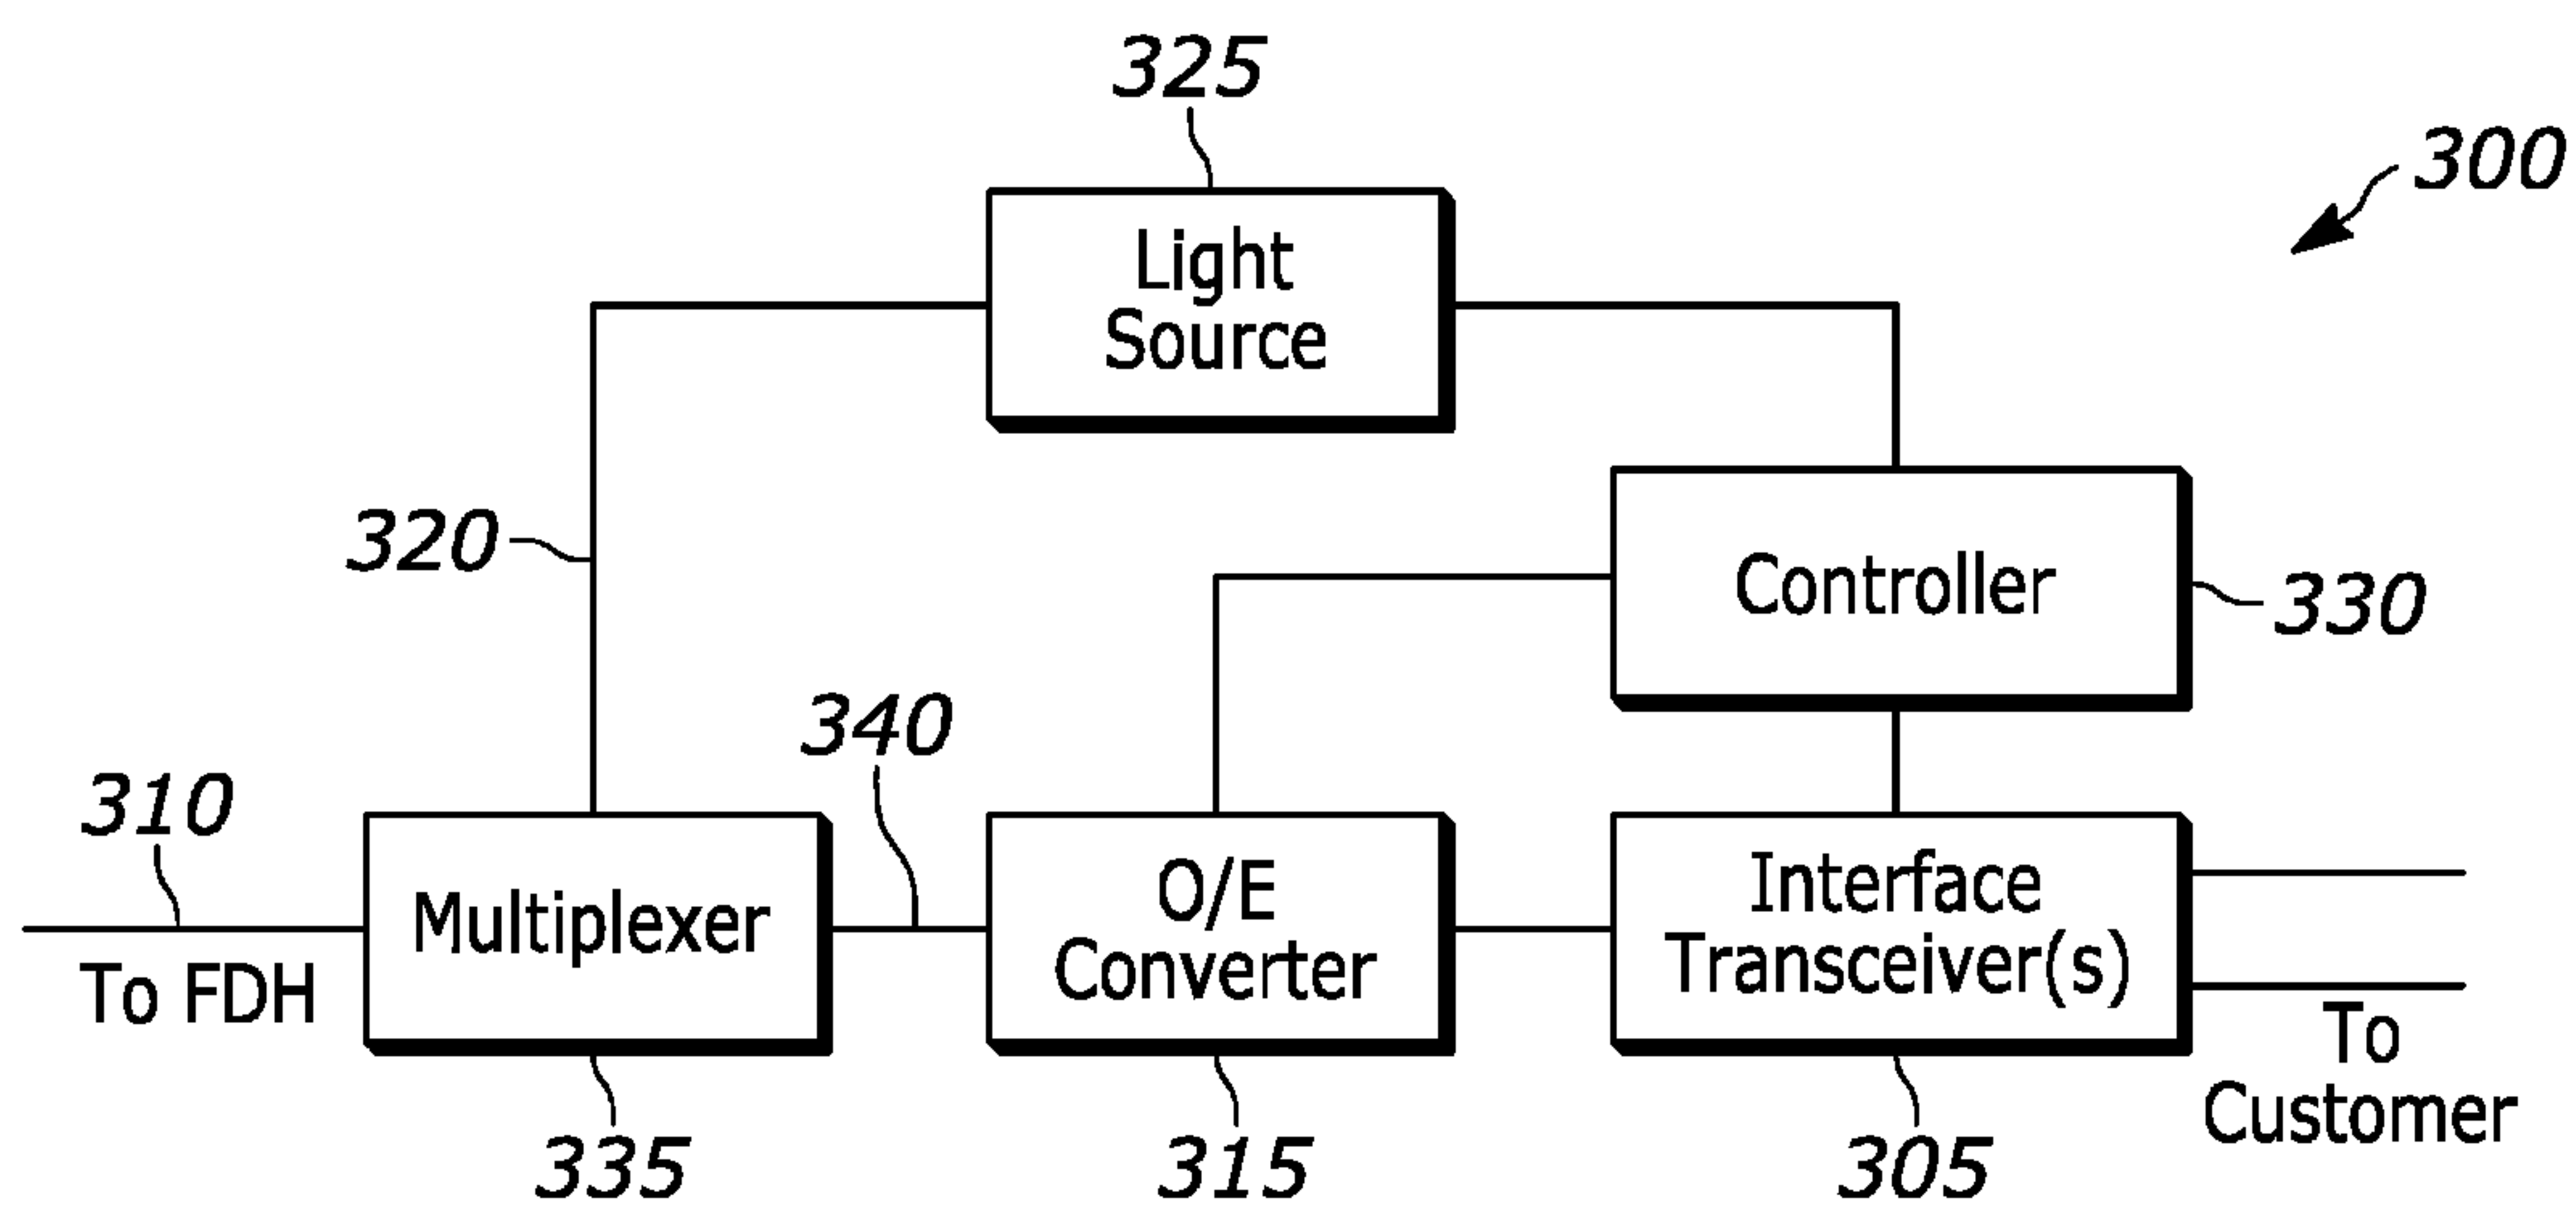 325
300
Light
Source
320
Controller
330
340
310
Multiplexer
O/E
Converter
Interface
Transceiver(s)
To FDH
To
Customer
335
315
305